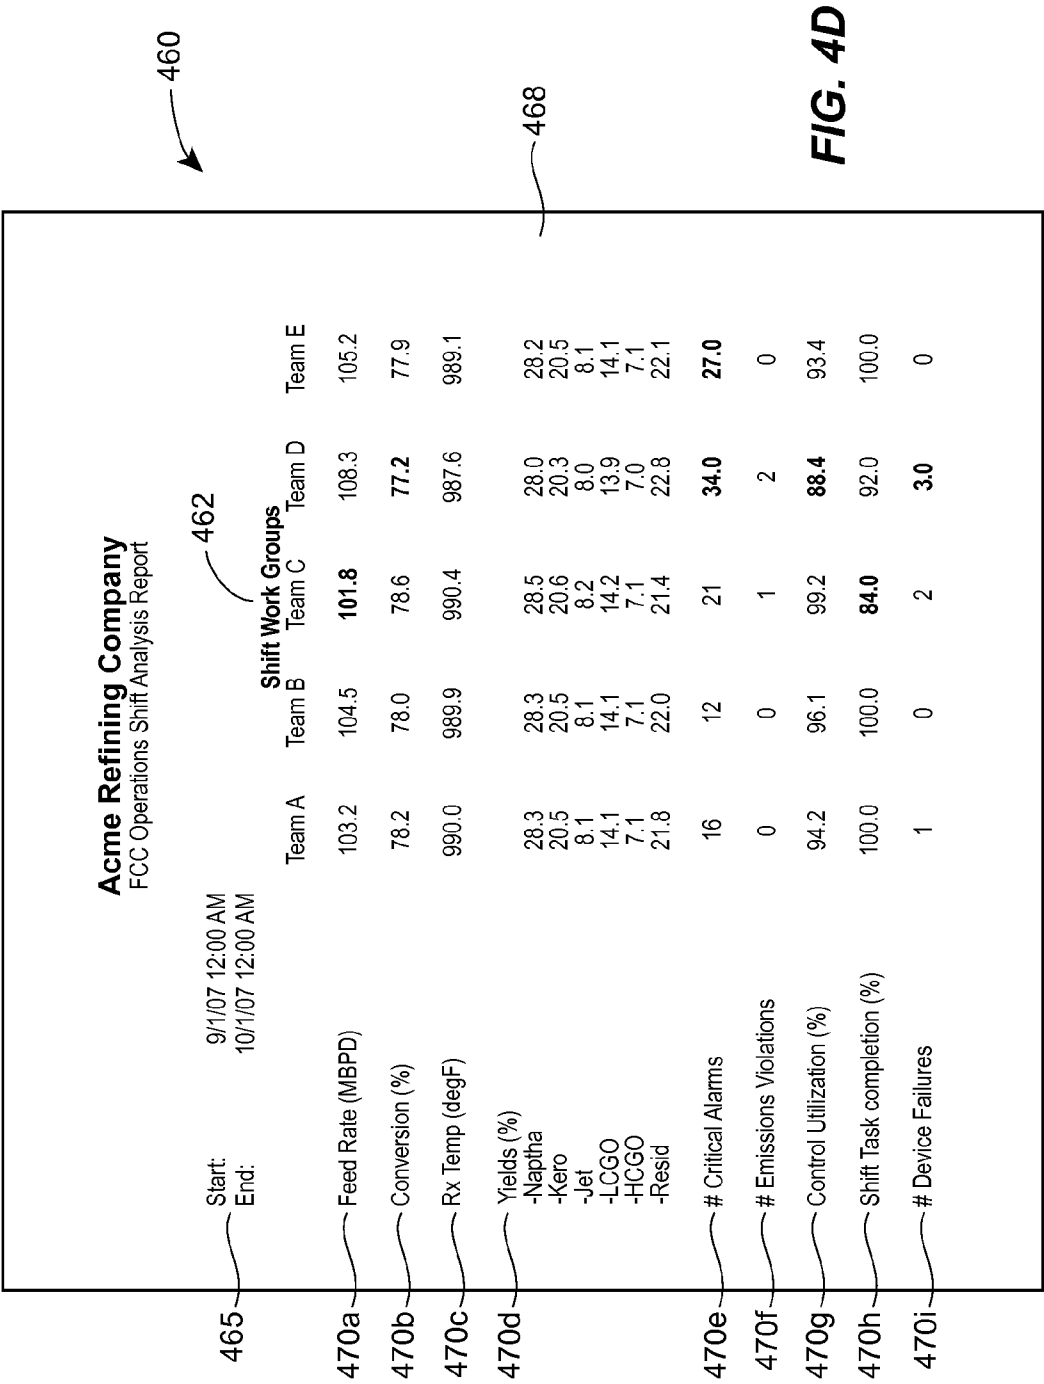 460
Acme Refining Company
FCC Operations Shift Analysis Report
465 Start: 9/1/07 12:00 AM
End: 10/1/07 12:00 AM
462
Shift Work Groups
Team A Team B Team C Team D Team E
470a Feed Rate (MBPD) 103.2 104.5 101.8 108.3 105.2
470b Conversion (%) 78.2 78.0 78.6 77.2 77.9
470c Rx Temp (degF) 990.0 989.9 990.4 987.6 989.1
470d Yields (%)
-Naptha 28.3 28.3 28.5 28.0 28.2
-Kero 20.5 20.5 20.6 20.3 20.5
-Jet 8.1 8.1 8.2 8.0 8.1
-LCGO 14.1 14.1 14.2 13.9 14.1
-HCGO 7.1 7.1 7.1 7.0 7.1
-Resid 21.8 22.0 21.4 22.8 22.1
468
470e # Critical Alarms 16 12 21 34.0 27.0
470f # Emissions Violations 0 0 1 2 0
470g Control Utilization (%) 94.2 96.1 99.2 88.4 93.4
470h Shift Task completion (%) 100.0 100.0 84.0 92.0 100.0
470i # Device Failures 1 0 2 3.0 0
FIG. 4D